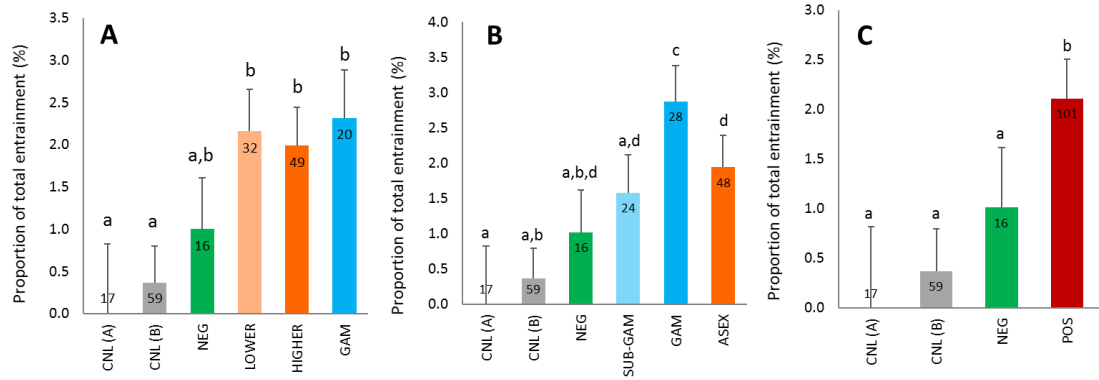 A
Proportion of total entrainment (%)
3.5
3.0
2.5
2.0
1.5
1.0
0.5
0.0
a
a
a,b
b
b
b
17
59
16
32
49
20
CNL (A)
CNL (B)
NEG
LOWER
HIGHER
GAM
B
Proportion of total entrainment (%)
4.0
3.5
3.0
2.5
2.0
1.5
1.0
0.5
0.0
a
a,b
a,b,d
a,d
c
d
17
59
16
24
28
48
CNL (A)
CNL (B)
NEG
SUB-GAM
GAM
ASEX
C
Proportion of total entrainment (%)
3.0
2.5
2.0
1.5
1.0
0.5
0.0
a
a
a
b
17
59
16
101
CNL (A)
CNL (B)
NEG
POS